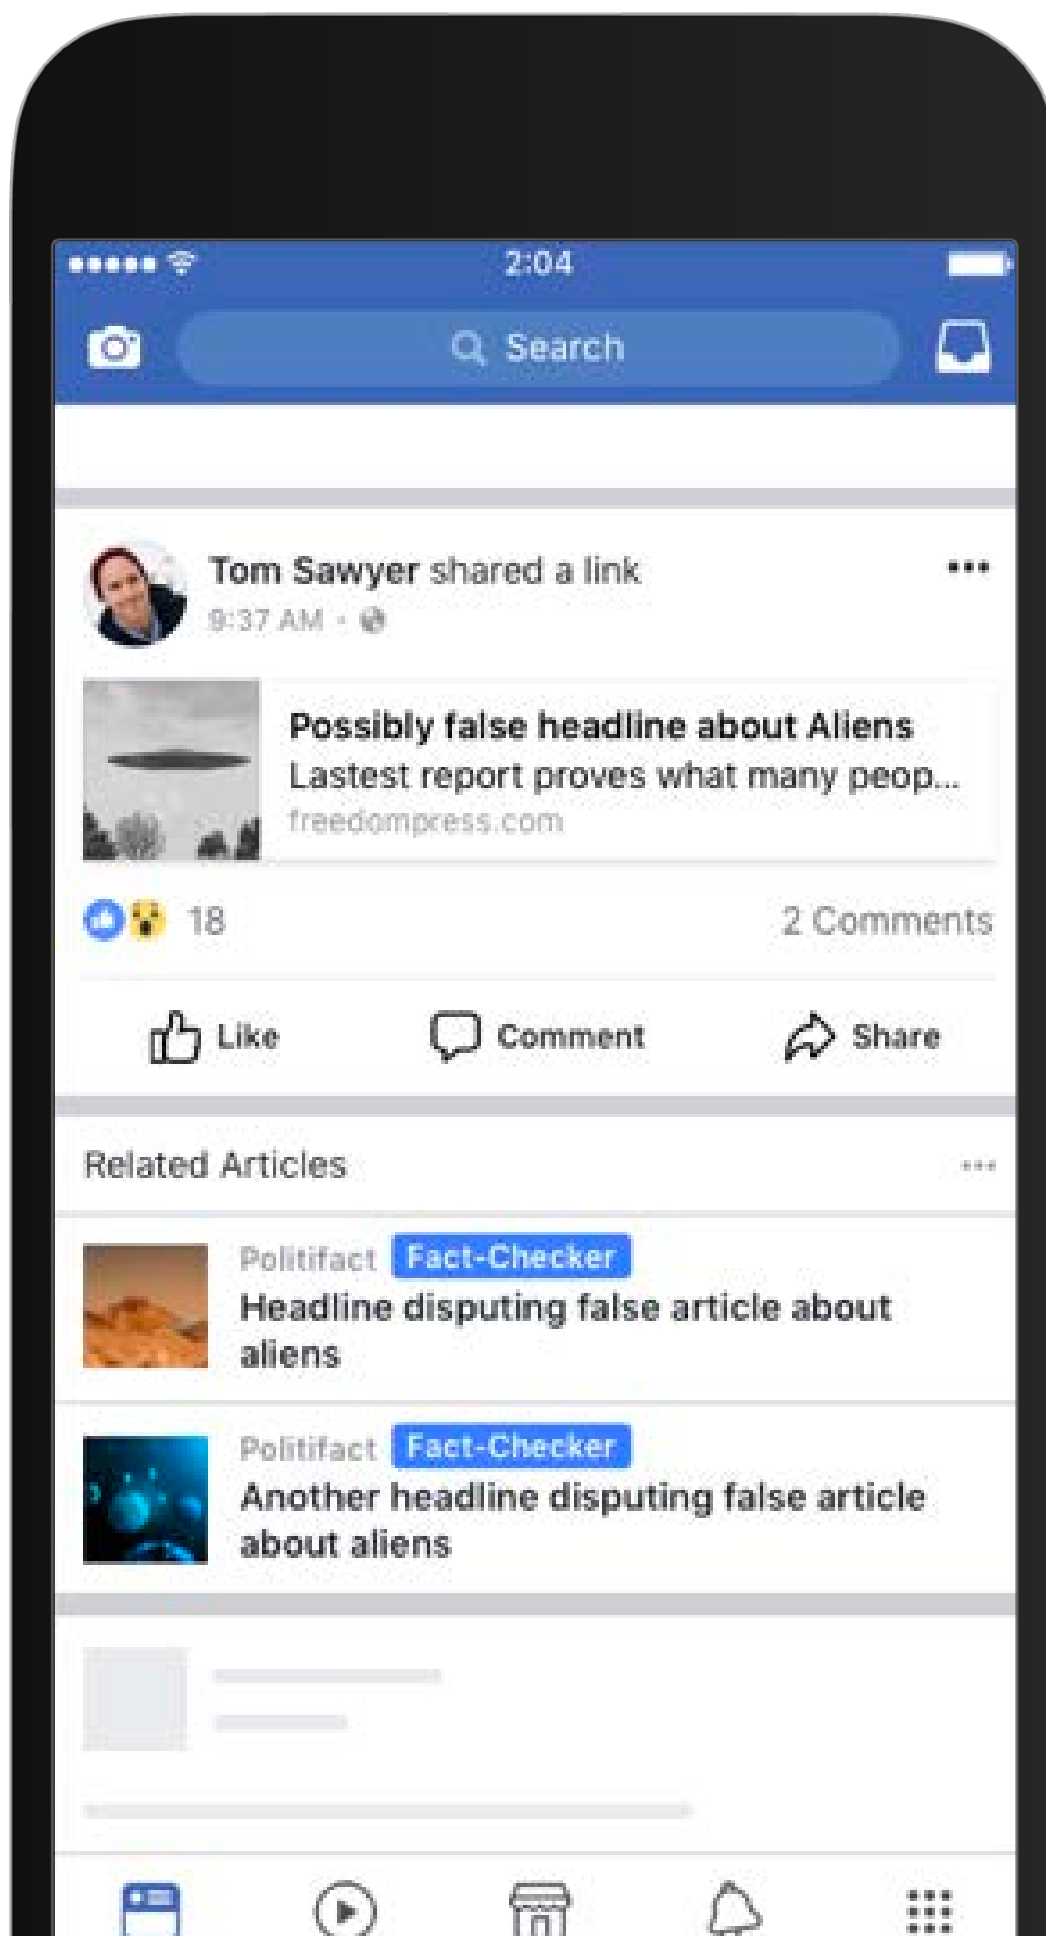 2:04
Search
Tom Sawyer shared a link
9:37 AM ·
Possibly false headline about Aliens
Lastest report proves what many peop...
freedompress.com
18
2 Comments
Like
Comment
Share
Related Articles
Politifact Fact-Checker
Headline disputing false article about
aliens
Politifact Fact-Checker
Another headline disputing false article
about aliens